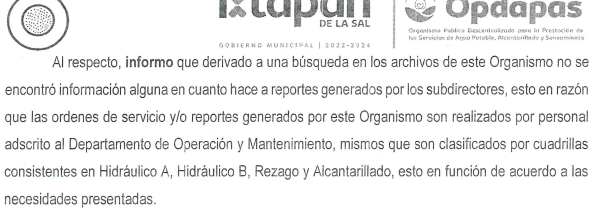 Ixtapan
DE LA SAL
GOBIERNO MUNICIPAL | 2022-2024
Opdapas
Organismo Público Descentralizado para la Prestación de
los Servicios de Agua Potable, Alcantarillado y Saneamiento
Al respecto, informo que derivado a una búsqueda en los archivos de este Organismo no se
encontró información alguna en cuanto hace a reportes generados por los subdirectores, esto en razón
que las ordenes de servicio y/o reportes generados por este Organismo son realizados por personal
adscrito al Departamento de Operación y Mantenimiento, mismos que son clasificados por cuadrillas
consistentes en Hidráulico A, Hidráulico B, Rezago y Alcantarillado, esto en función de acuerdo a las
necesidades presentadas.